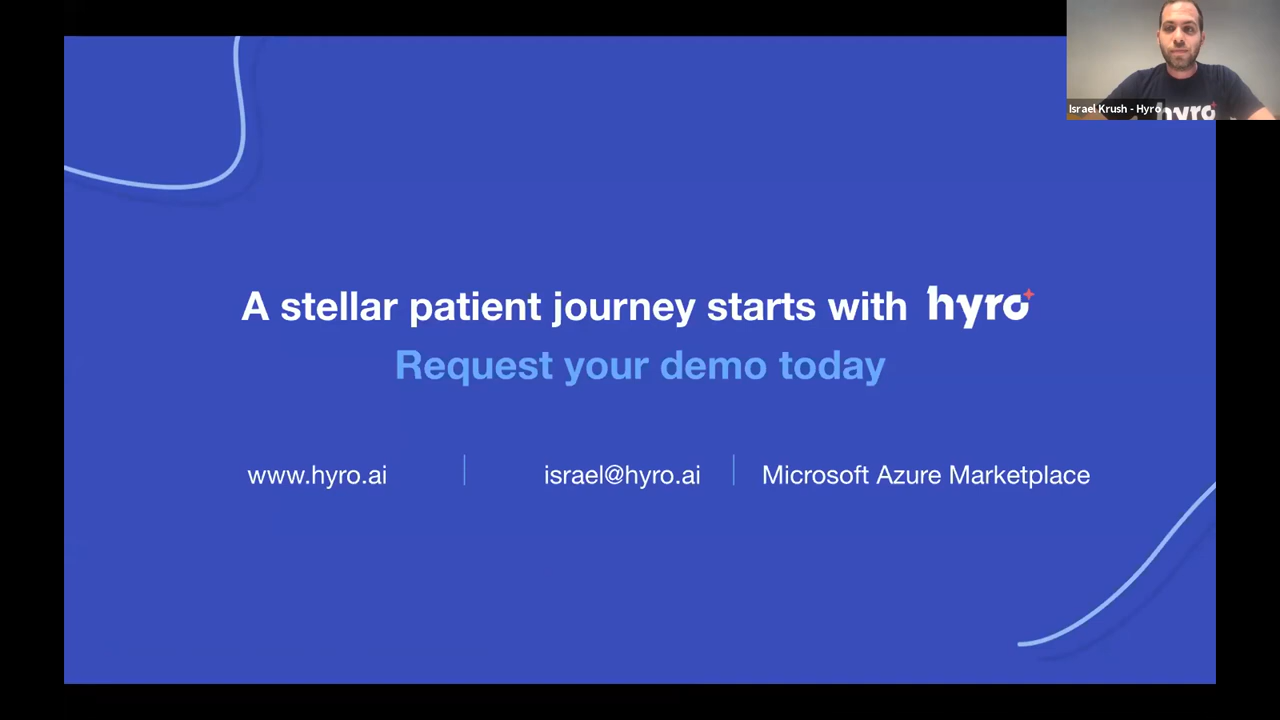 Israel Krush - Hyro
hyro
A stellar patient journey starts with hyro
Request your demo today
www.hyro.ai | israel@hyro.ai | Microsoft Azure Marketplace